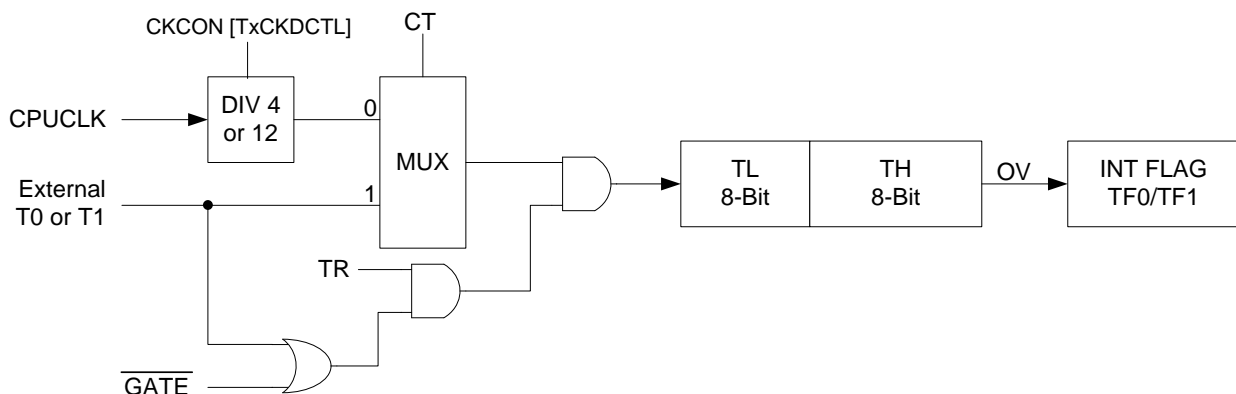 CKCON [TxCKDCTL]
CT
CPUCLK
DIV 4
or 12
0
MUX
External
T0 or T1
1
TL
8-Bit
TH
8-Bit
OV
INT FLAG
TF0/TF1
TR
GATE